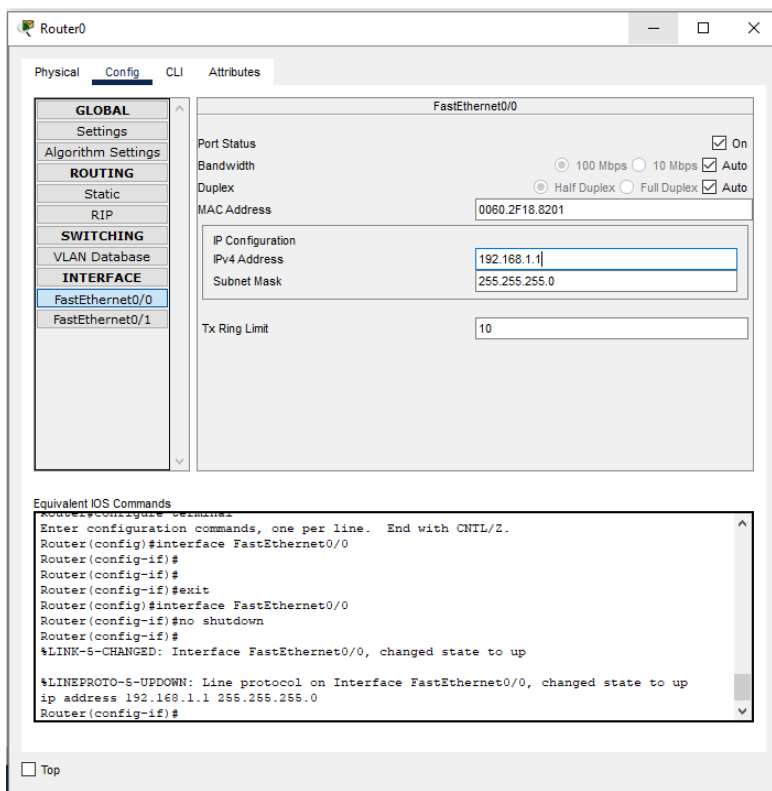 Router0
Physical Config CLI Attributes
GLOBAL
Settings
Algorithm Settings
ROUTING
Static
RIP
SWITCHING
VLAN Database
INTERFACE
FastEthernet0/0
FastEthernet0/1
FastEthernet0/0
Port Status On
Bandwidth 100 Mbps 10 Mbps Auto
Duplex Half Duplex Full Duplex Auto
MAC Address 0060.2F18.8201
IP Configuration
IPv4 Address 192.168.1.1
Subnet Mask 255.255.255.0
Tx Ring Limit 10
Equivalent IOS Commands
Router#configure terminal
Enter configuration commands, one per line.  End with CNTL/Z.
Router(config)#interface FastEthernet0/0
Router(config-if)#
Router(config-if)#
Router(config-if)#exit
Router(config)#interface FastEthernet0/0
Router(config-if)#no shutdown
Router(config-if)#
%LINK-5-CHANGED: Interface FastEthernet0/0, changed state to up
%LINEPROTO-5-UPDOWN: Line protocol on Interface FastEthernet0/0, changed state to up
ip address 192.168.1.1 255.255.255.0
Router(config-if)#
Top